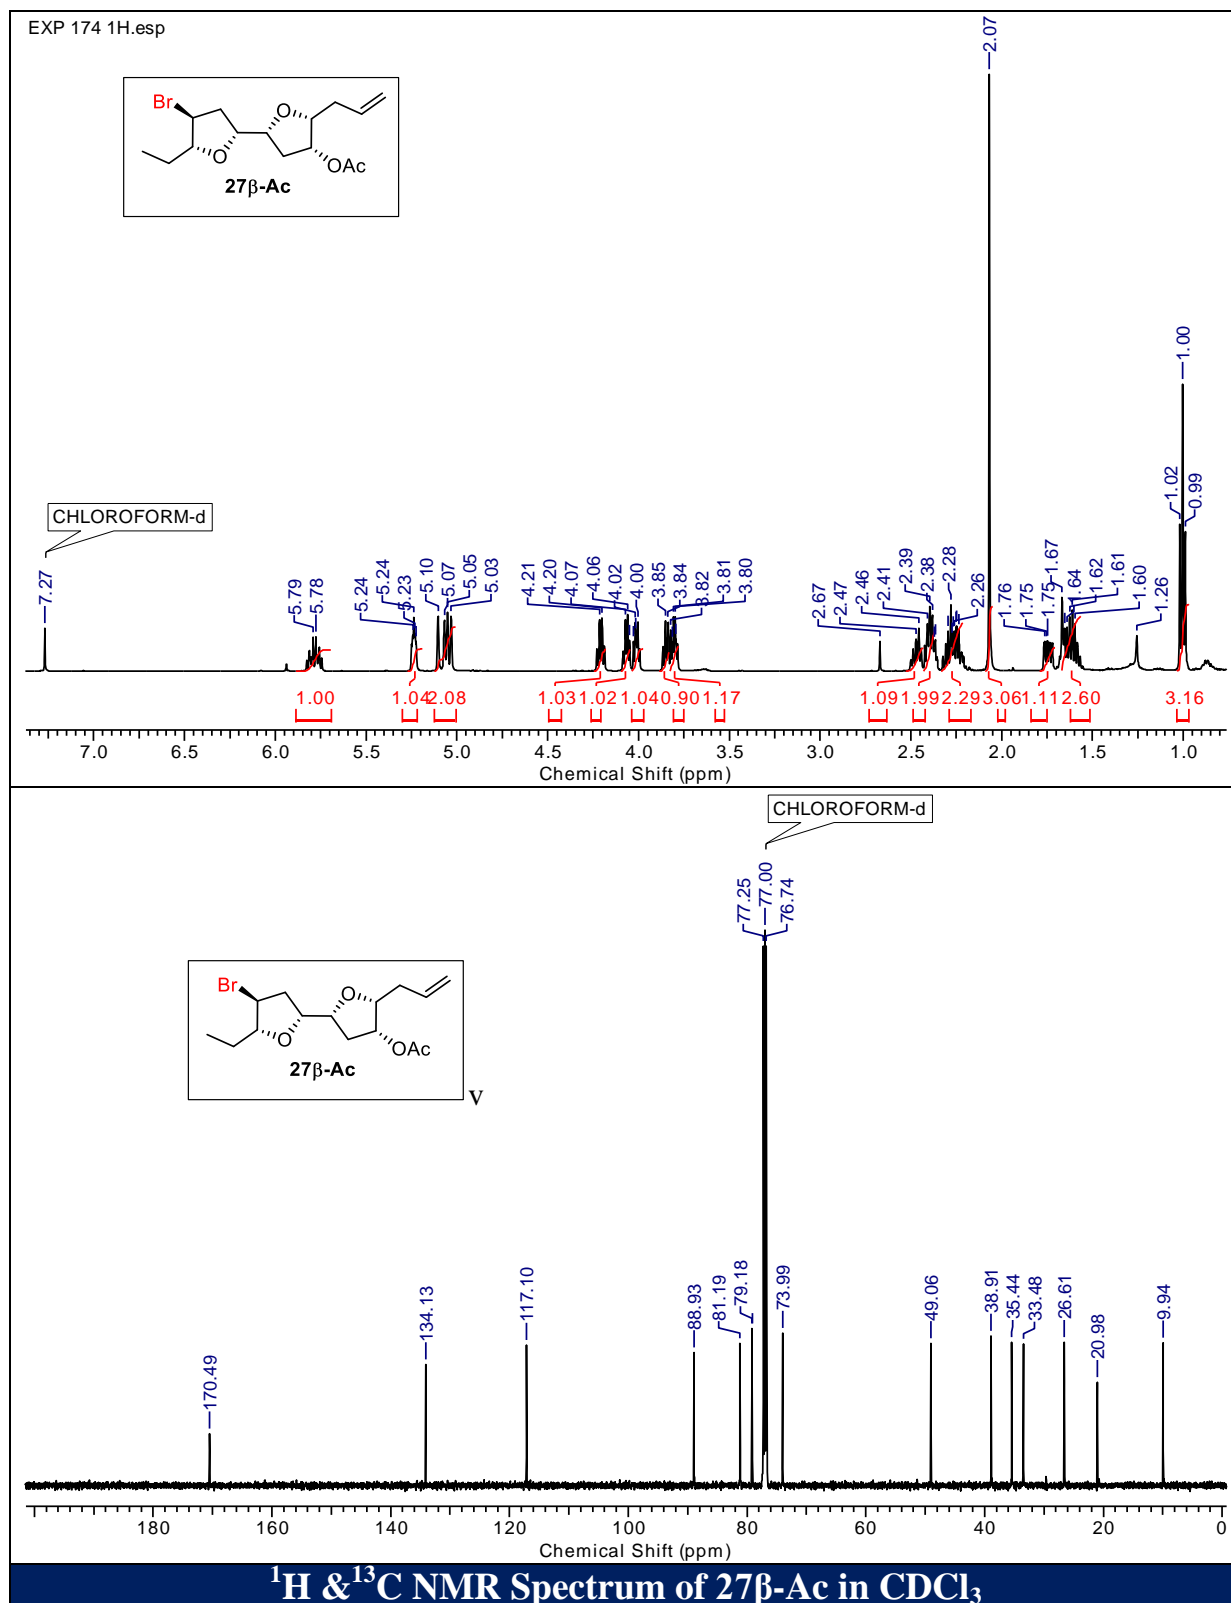 EXP 174 1H.esp
2.07
Br
O
O
OAc
27β-Ac
1.00
1.02
0.99
CHLOROFORM-d
7.27
5.79
5.78
5.24
5.24
5.23
5.10
5.07
5.05
5.03
4.21
4.20
4.07
4.06
4.02
4.00
3.85
3.84
3.82
3.81
3.80
2.67
2.47
2.46
2.41
2.39
2.38
2.28
2.26
1.76
1.75
1.75
1.67
1.64
1.62
1.61
1.60
1.26
1.00 1.04 2.08 1.03 1.02 1.04 0.90 1.17 1.09 1.99 2.29 3.06 1.11 2.60 3.16
7.0 6.5 6.0 5.5 5.0 4.5 4.0 3.5 3.0 2.5 2.0 1.5 1.0
Chemical Shift (ppm)
CHLOROFORM-d
77.25
77.00
76.74
Br
O
O
OAc
27β-Ac
v
170.49
134.13
117.10
88.93
81.19
79.18
73.99
49.06
38.91
35.44
33.48
26.61
20.98
9.94
180 160 140 120 100 80 60 40 20 0
Chemical Shift (ppm)
¹H &¹³C NMR Spectrum of 27β-Ac in CDCl₃